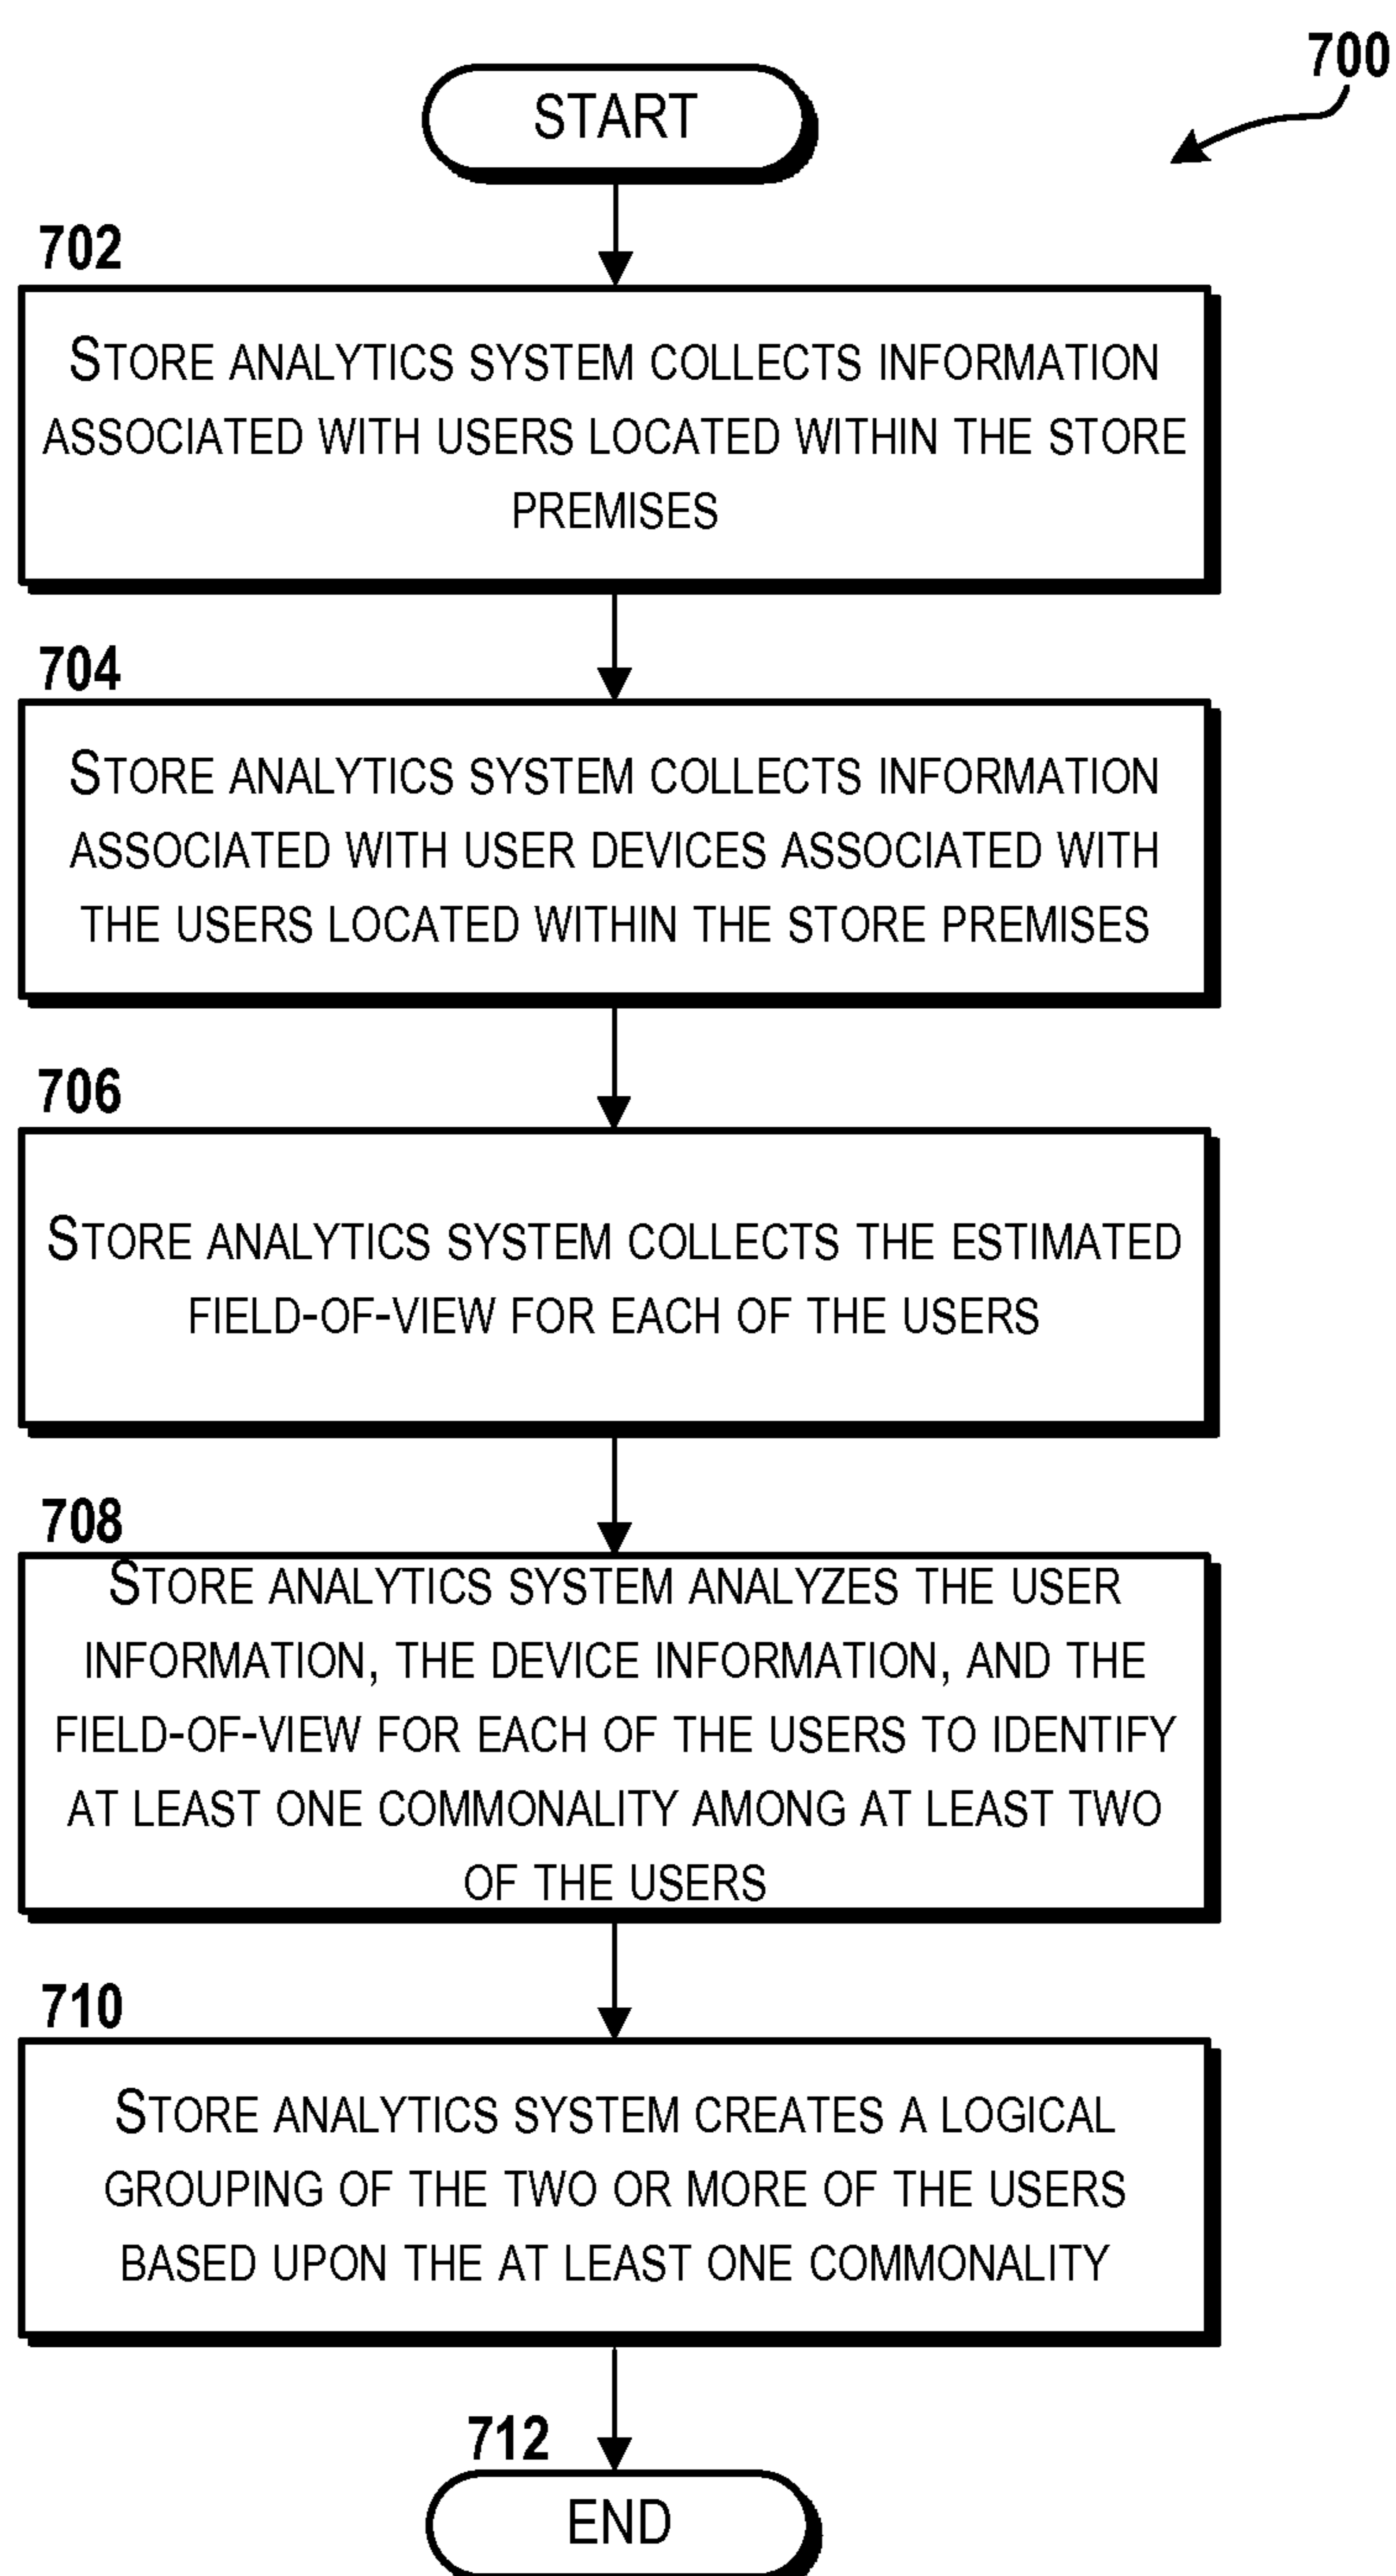 700
START
702
STORE ANALYTICS SYSTEM COLLECTS INFORMATION
ASSOCIATED WITH USERS LOCATED WITHIN THE STORE
PREMISES
704
STORE ANALYTICS SYSTEM COLLECTS INFORMATION
ASSOCIATED WITH USER DEVICES ASSOCIATED WITH
THE USERS LOCATED WITHIN THE STORE PREMISES
706
STORE ANALYTICS SYSTEM COLLECTS THE ESTIMATED
FIELD-OF-VIEW FOR EACH OF THE USERS
708
STORE ANALYTICS SYSTEM ANALYZES THE USER
INFORMATION, THE DEVICE INFORMATION, AND THE
FIELD-OF-VIEW FOR EACH OF THE USERS TO IDENTIFY
AT LEAST ONE COMMONALITY AMONG AT LEAST TWO
OF THE USERS
710
STORE ANALYTICS SYSTEM CREATES A LOGICAL
GROUPING OF THE TWO OR MORE OF THE USERS
BASED UPON THE AT LEAST ONE COMMONALITY
712
END